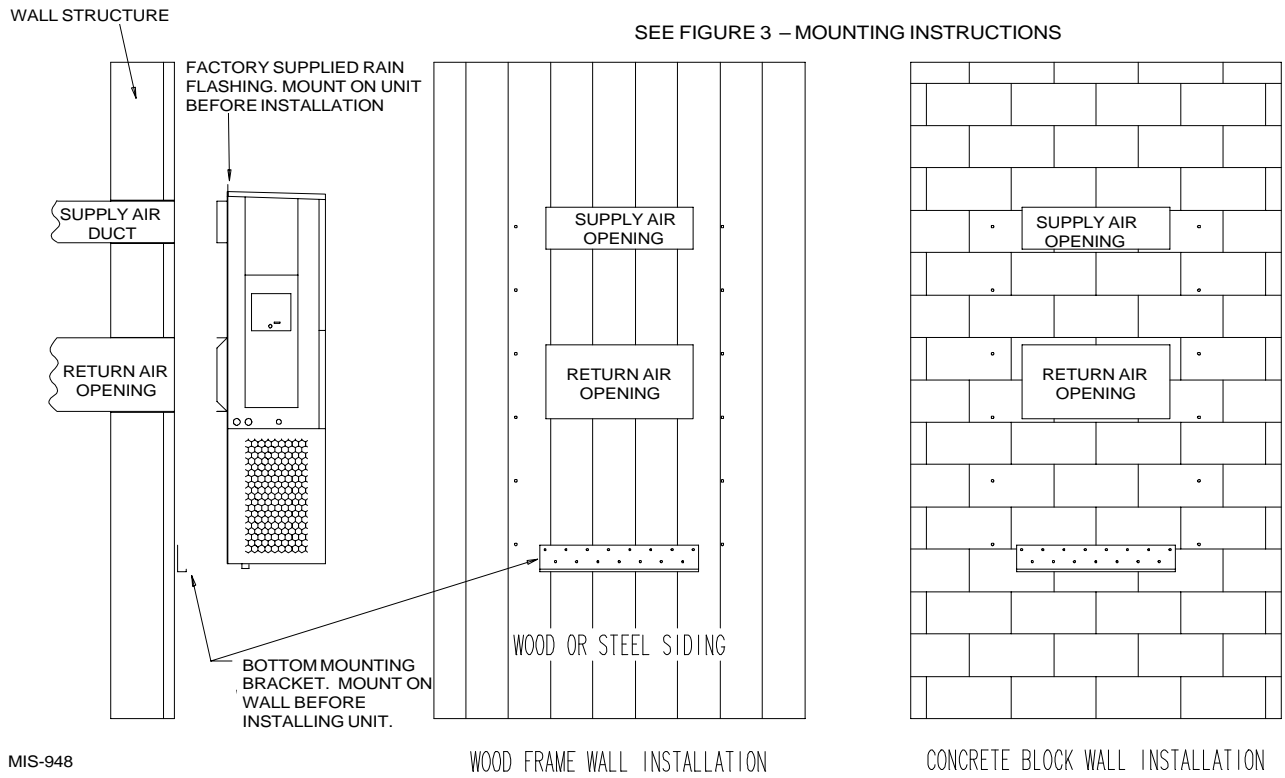 WALL STRUCTURE
SEE FIGURE 3 – MOUNTING INSTRUCTIONS
FACTORY SUPPLIED RAIN
FLASHING. MOUNT ON UNIT
BEFORE INSTALLATION
SUPPLY AIR
DUCT
SUPPLY AIR
OPENING
SUPPLY AIR
OPENING
RETURN AIR
OPENING
RETURN AIR
OPENING
RETURN AIR
OPENING
WOOD OR STEEL SIDING
BOTTOM MOUNTING
BRACKET. MOUNT ON
WALL BEFORE
INSTALLING UNIT.
MIS-948
WOOD FRAME WALL INSTALLATION
CONCRETE BLOCK WALL INSTALLATION